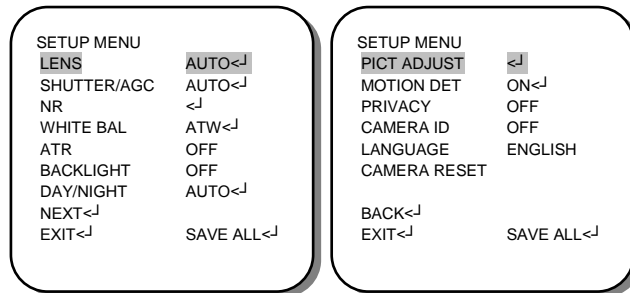 SETUP MENU
LENS AUTO<┘
SHUTTER/AGC AUTO<┘
NR <┘
WHITE BAL ATW<┘
ATR OFF
BACKLIGHT OFF
DAY/NIGHT AUTO<┘
NEXT<┘
EXIT<┘ SAVE ALL<┘
SETUP MENU
PICT ADJUST <┘
MOTION DET ON<┘
PRIVACY OFF
CAMERA ID OFF
LANGUAGE ENGLISH
CAMERA RESET
BACK<┘
EXIT<┘ SAVE ALL<┘